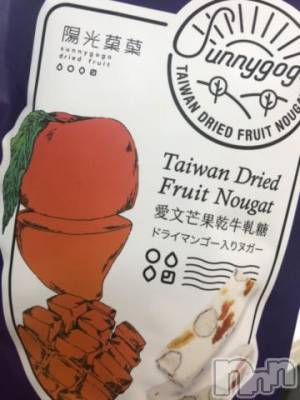 陽光菓菓
sunnygogo
dried fruit
Sunnygog
TAIWAN DRIED FRUIT NOUG
Taiwan Dried
Fruit Nougat
愛文芒果乾牛軋糖
ドライマンゴー入りヌガー